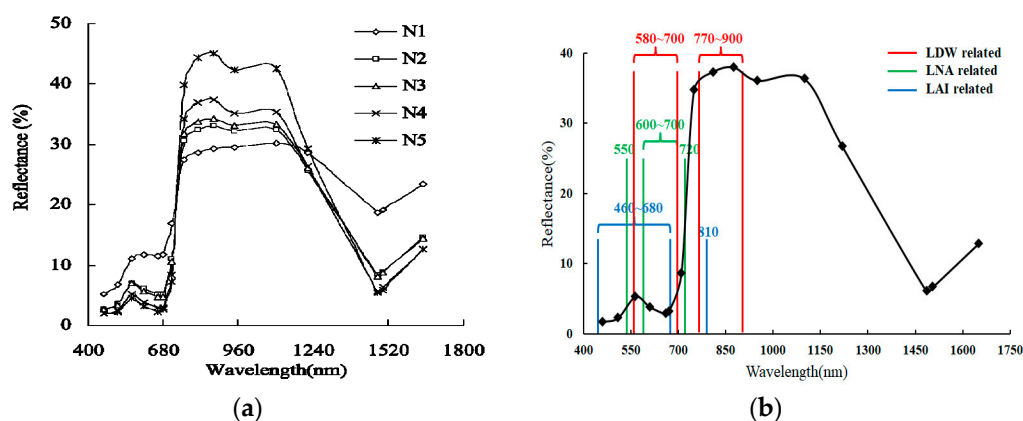 50
40
30
20
10
0
Reflectance (%)
400 680 960 1240 1520 1800
Wavelength(nm)
N1
N2
N3
N4
N5
(a)
580~700 770~900
LDW related
LNA related
LAI related
600~700
550 720
460~680
810
40
30
20
10
0
Reflectance(%)
400 550 700 850 1000 1150 1300 1450 1600 1750
Wavelength(nm)
(b)